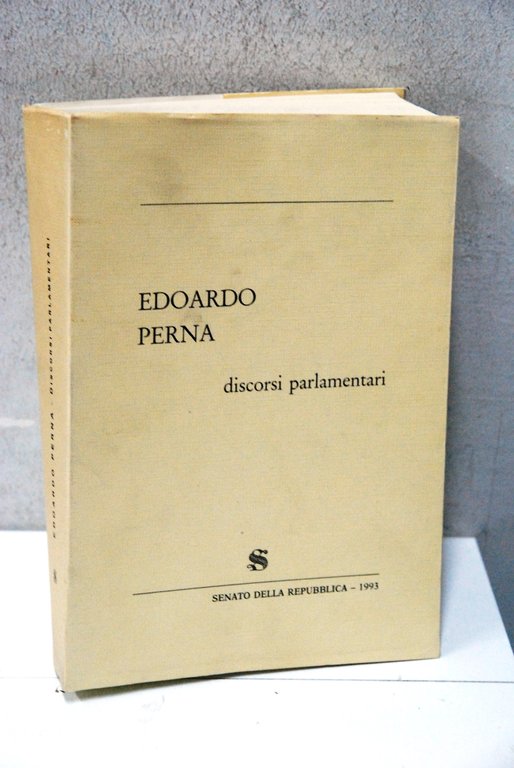 EDOARDO
PERNA
discorsi parlamentari
S
SENATO DELLA REPUBBLICA – 1993
EDOARDO PERNA - DISCORSI PARLAMENTARI